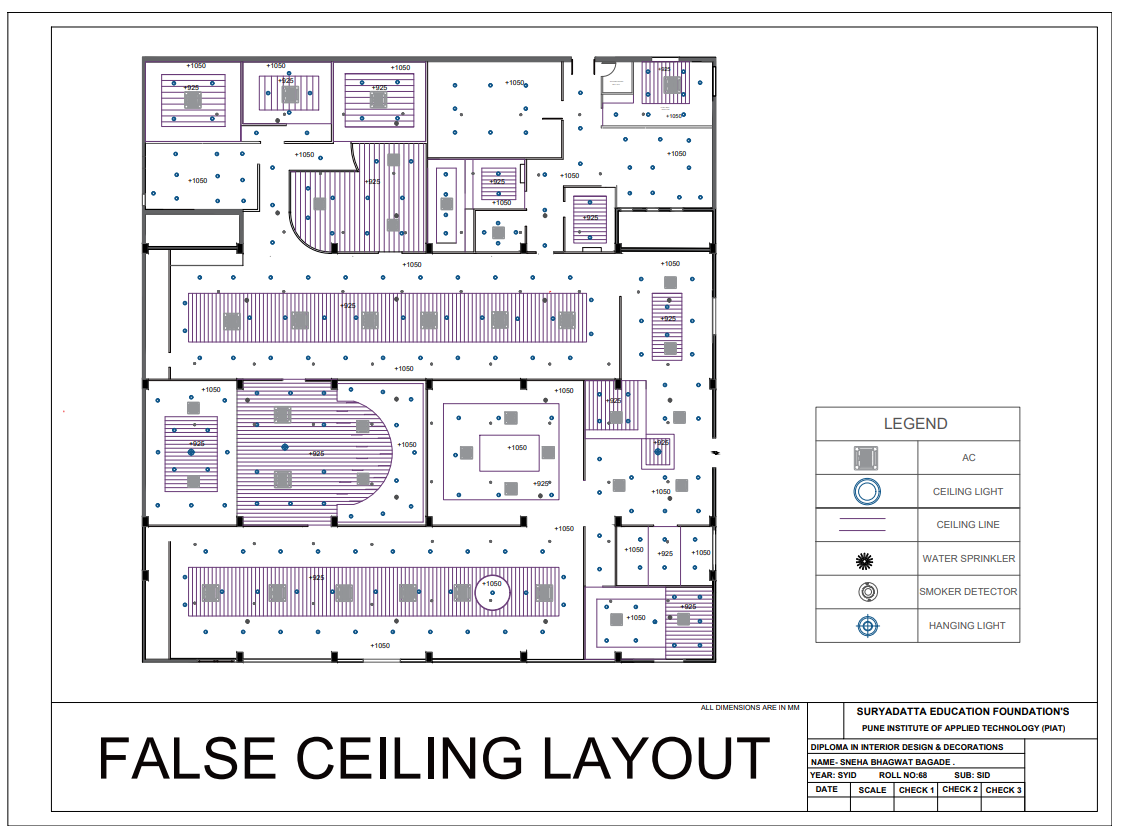 +1050
+1050
+1050
+925
+925
+925
+1050
+925
+1050
+1050
+1050
+1050
+1050
+925
+925
+1050
+925
+1050
+1050
+925
+925
+1050
+1050
+1050
+1050
+925
+925
+925
+1050
+1050
+925
+925
+1050
+1050
+1050
+925
+1050
+925
+1050
+925
+1050
+1050
LEGEND
AC
CEILING LIGHT
CEILING LINE
WATER SPRINKLER
SMOKER DETECTOR
HANGING LIGHT
ALL DIMENSIONS ARE IN MM
FALSE CEILING LAYOUT
SURYADATTA EDUCATION FOUNDATION'S
PUNE INSTITUTE OF APPLIED TECHNOLOGY (PIAT)
DIPLOMA IN INTERIOR DESIGN & DECORATIONS
NAME- SNEHA BHAGWAT BAGADE .
YEAR: SYID ROLL NO:68 SUB: SID
DATE SCALE CHECK 1 CHECK 2 CHECK 3